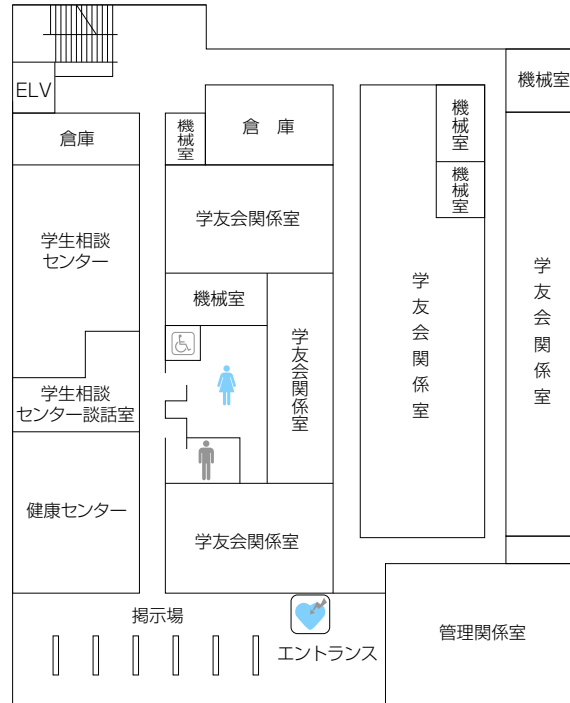 ELV
機械室
倉庫
機械室
倉 庫
機械室
機械室
学生相談
センター
学友会関係室
機械室
学友会関係室
学友会関係室
学友会関係室
学生相談
センター談話室
健康センター
学友会関係室
掲示場
エントランス
管理関係室